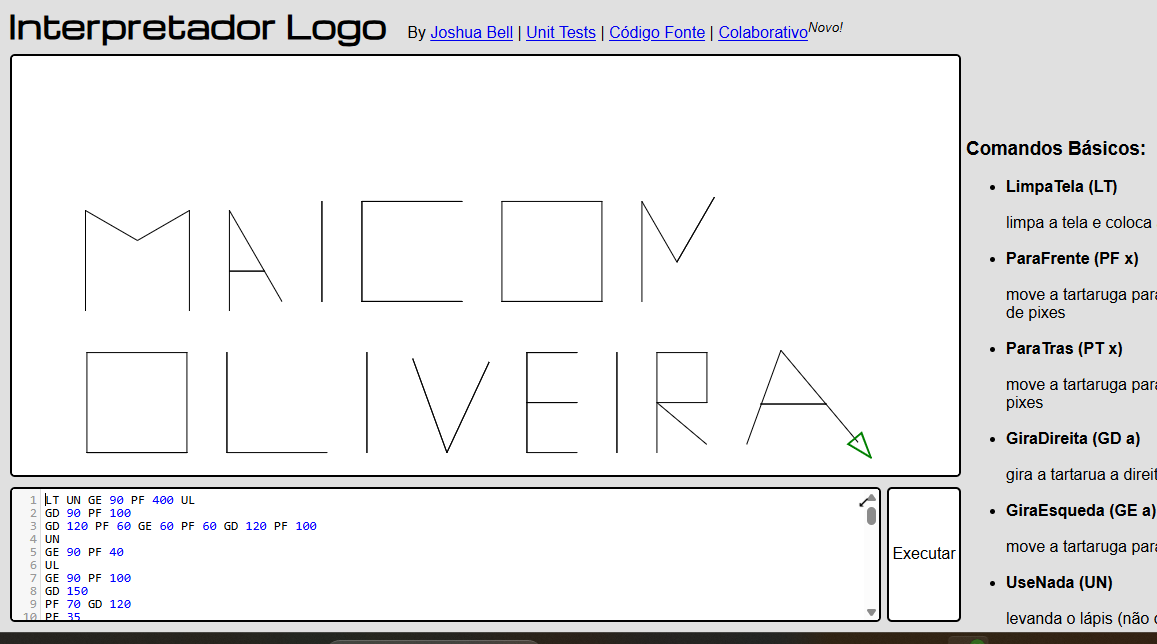 Interpretador Logo By Joshua Bell | Unit Tests | Código Fonte | Colaborativo Novo!
MAICOM
OLIVEIRA
1 LT UN GE 90 PF 400 UL
2 GD 90 PF 100
3 GD 120 PF 60 GE 60 PF 60 GD 120 PF 100
4 UN
5 GE 90 PF 40
6 UL
7 GE 90 PF 100
8 GD 150
9 PF 70 GD 120
10 PF 35
Executar
Comandos Básicos:
• LimpaTela (LT)
limpa a tela e coloca
• ParaFrente (PF x)
move a tartaruga para
de pixes
• ParaTras (PT x)
move a tartaruga para
pixes
• GiraDireita (GD a)
gira a tartarua a direit
• GiraEsqueda (GE a)
move a tartaruga para
• UseNada (UN)
levanda o lápis (não